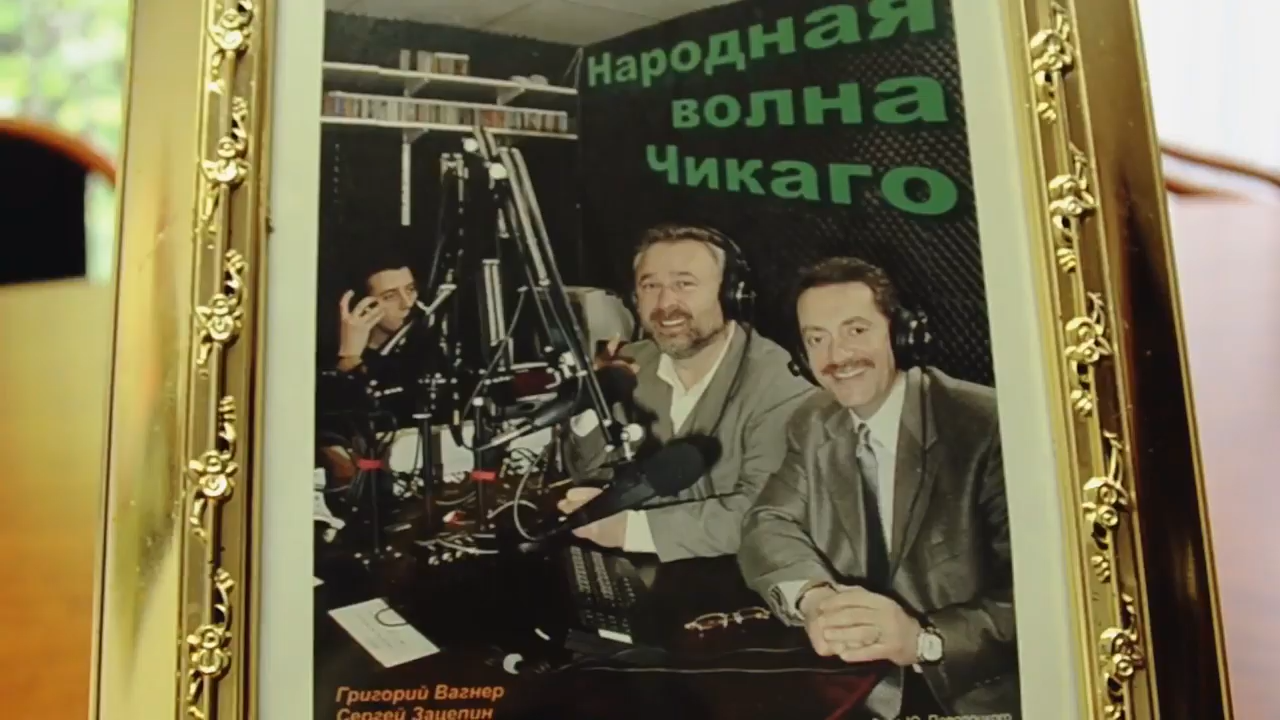 Народная
волна
Чикаго
Григорий Вагнер
Сергей Зацепин